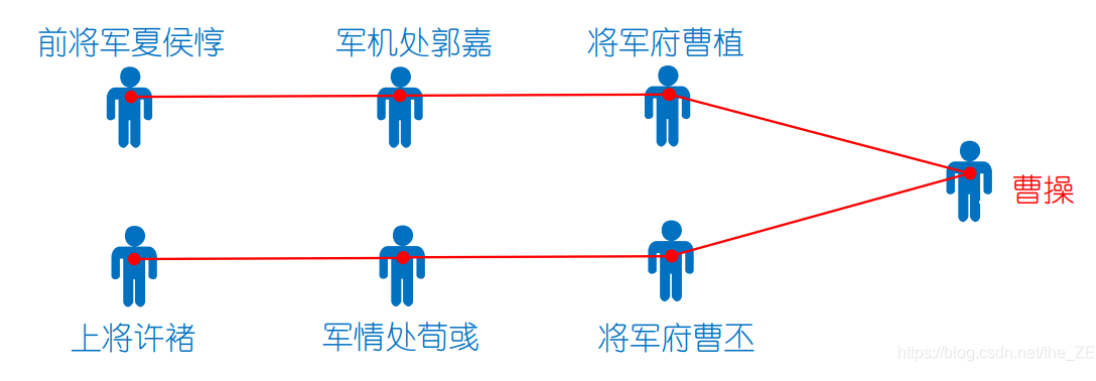 前将军夏侯惇
军机处郭嘉
将军府曹植
曹操
上将许褚
军情处荀彧
将军府曹丕
https://blog.csdn.net/the_ZE